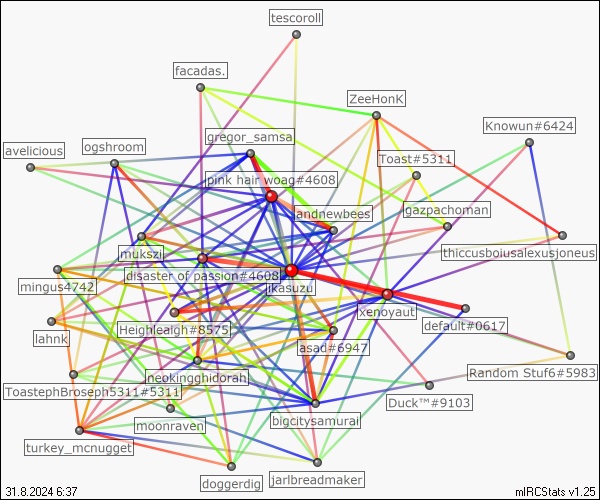 tescoroll
facadas.
ZeeHonK
Knowun#6424
gregor_samsa
ogshroom
avelicious
Toast#5311
pink hair woag#4608
andnewbees
gazpachoman
thiccusboiusalexusjoneus
mukszii
disaster of passion#4608
jkasuzu
mingus4742
xenoyaut
default#0617
Heighleaigh#8575
lahnk
asad#6947
Random Stuf6#5983
neokingghidorah
ToastephBroseph5311#5311
Duck™#9103
bigcitysamurai
moonraven
turkey_mcnugget
jarlbreadmaker
doggerdig
31.8.2024 6:37
mIRCStats v1.25